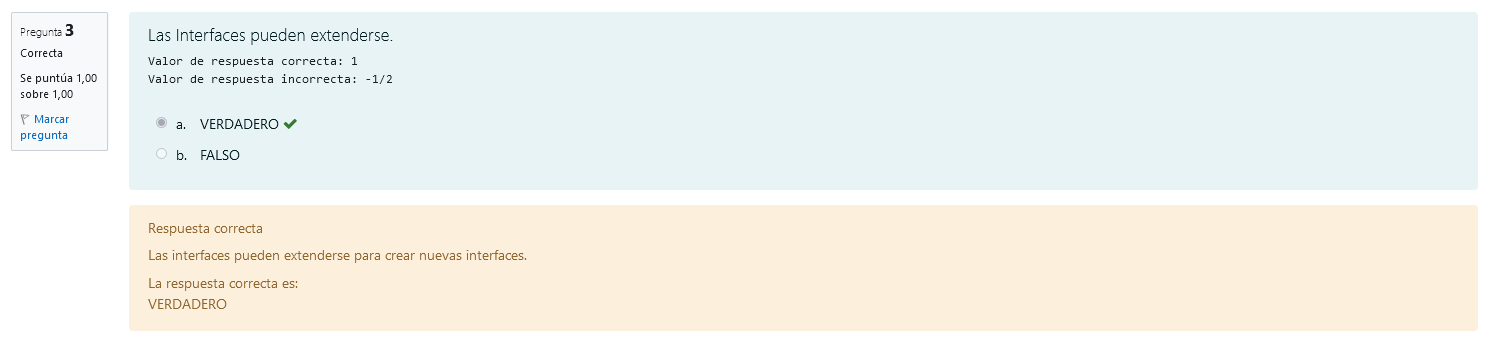 Pregunta 3
Correcta
Se puntúa 1,00
sobre 1,00
Marcar
pregunta
Las Interfaces pueden extenderse.
Valor de respuesta correcta: 1
Valor de respuesta incorrecta: -1/2
a. VERDADERO
b. FALSO
Respuesta correcta
Las interfaces pueden extenderse para crear nuevas interfaces.
La respuesta correcta es:
VERDADERO